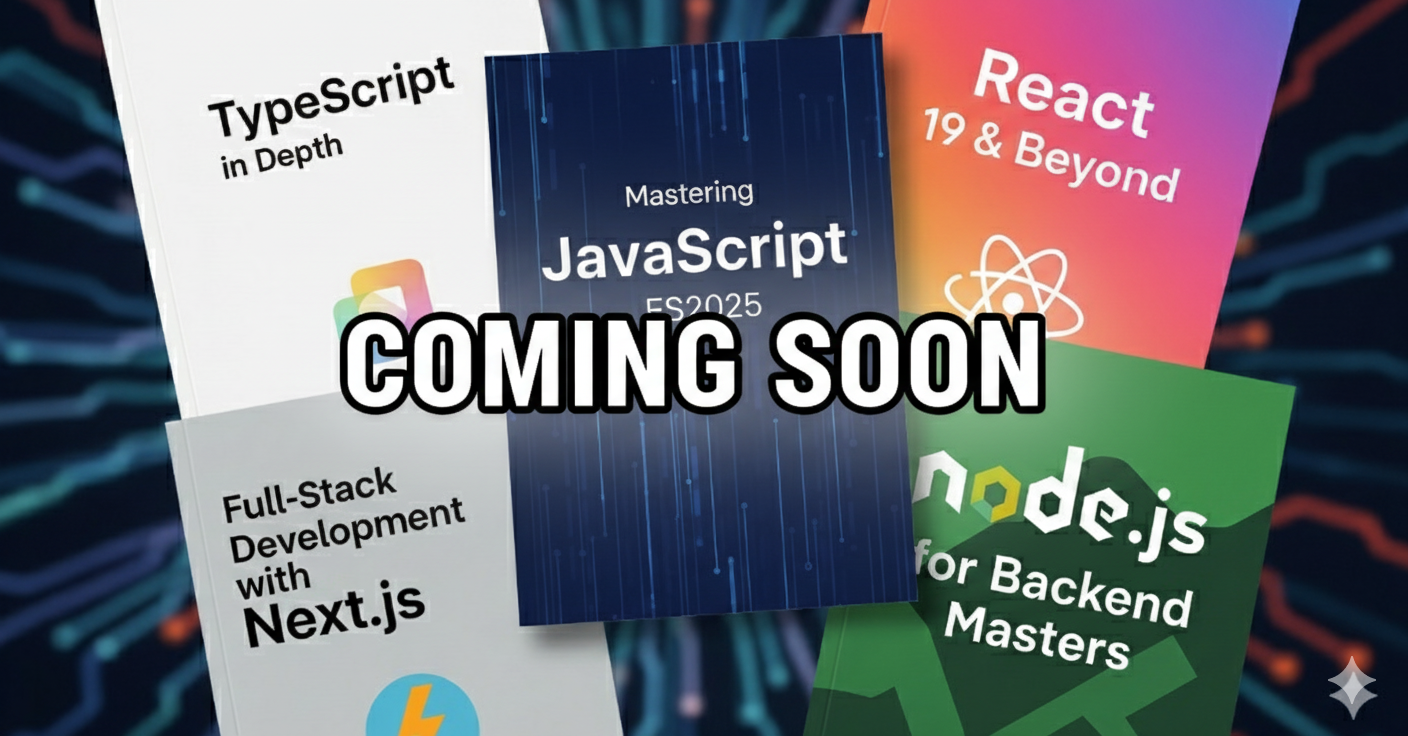 TypeScript
in Depth
Mastering
JavaScript
ES2025
React
19 & Beyond
COMING SOON
Full-Stack
Development
with
Next.js
node.js
for Backend
Masters